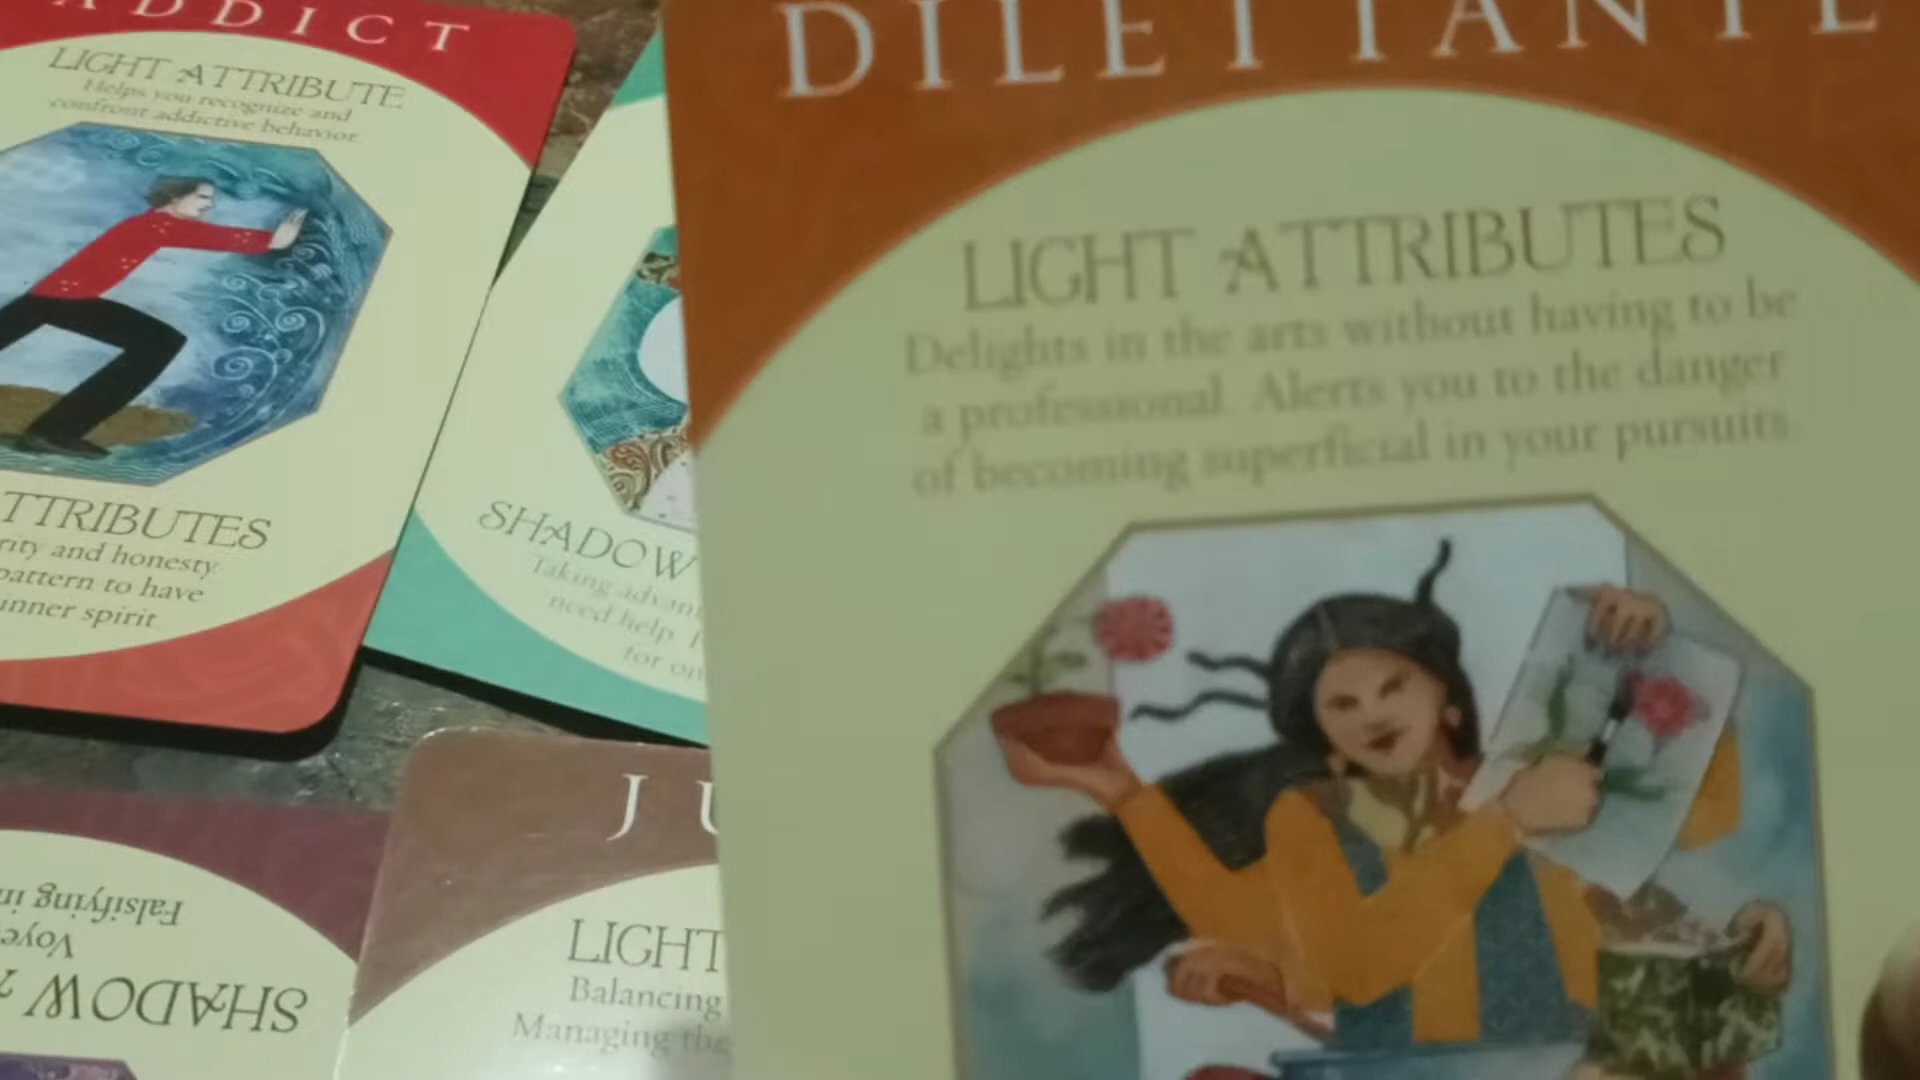 ADDICT
LIGHT ATTRIBUTE
Helps you recognize and
confront addictive behavior
TTRIBUTES
rity and honesty
pattern to have
inner spirit
SHADOW
Taking advan
need help
for on
DILETTANTE
LIGHT ATTRIBUTES
Delights in the arts without having to be
a professional. Alerts you to the danger
of becoming superficial in your pursuits.
SHADOW
Voye
Falsifying in
JU
LIGHT
Balancing
Managing the